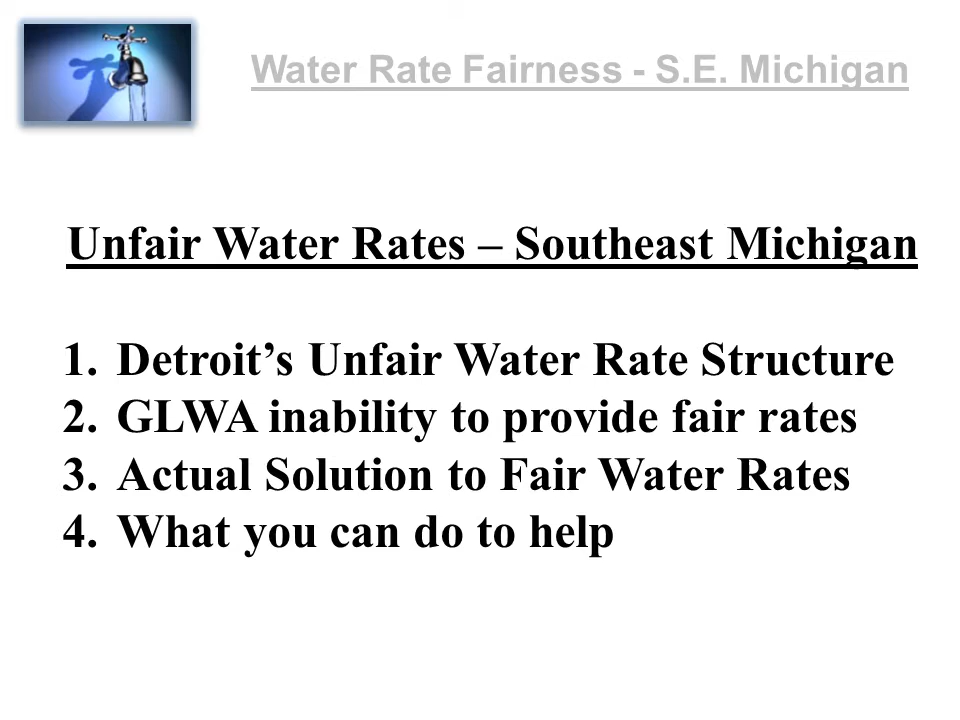 Water Rate Fairness - S.E. Michigan
Unfair Water Rates – Southeast Michigan
1. Detroit’s Unfair Water Rate Structure
2. GLWA inability to provide fair rates
3. Actual Solution to Fair Water Rates
4. What you can do to help